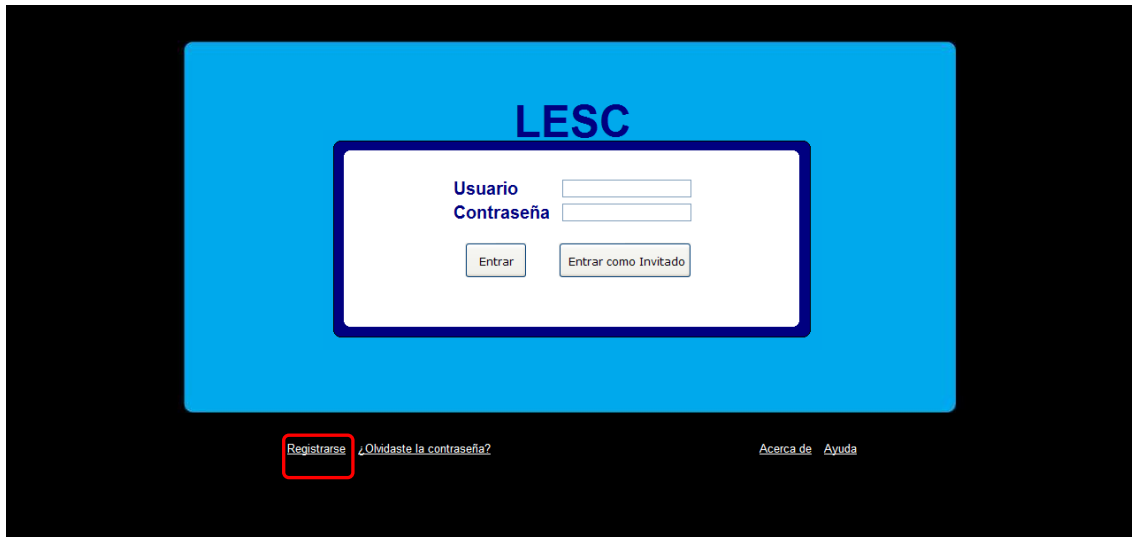 LESC
Usuario
Contraseña
Entrar Entrar como Invitado
Registrarse ¿Olvidaste la contraseña? Acerca de Ayuda